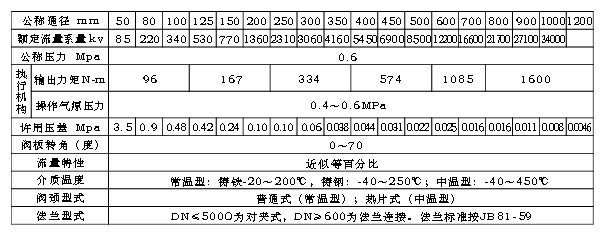 公称通径 mm 50 80 100 125 150 200 250 300 350 400 450 500 600 700 800 900 1000 1200
额定流量系量 kv 85 220 340 530 770 1360 2310 3060 4160 5450 6900 8500 12200 16600 21700 27100 34000
公称压力 Mpa 0.6
执行机构 输出力矩N-m 96 167 334 574 1085 1600
操作气源压力 0.4~0.6MPa
许用压差 Mpa 3.5 0.9 0.48 0.42 0.24 0.10 0.10 0.06 0.038 0.044 0.031 0.022 0.025 0.016 0.016 0.011 0.008 0.0046
阀板转角（度） 0~70
流量特性 近似等百分比
介质温度 常温型：铸铁-20~200℃，铸钢：-40~250℃；中温型：-40~450℃
阀颈型式 普通式（常温型）；热片式（中温型）
法兰型式 DN≤500Q为对夹式，DN≥600为法兰连接。法兰标准按JB81-59